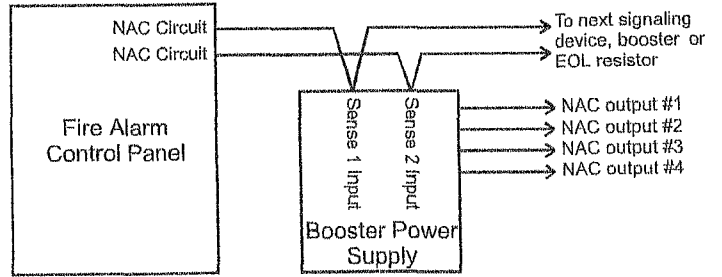 NAC Circuit
NAC Circuit
To next signaling
device, booster or
EOL resistor
Fire Alarm
Control Panel
Sense 1 Input
Sense 2 Input
NAC output #1
NAC output #2
NAC output #3
NAC output #4
Booster Power
Supply